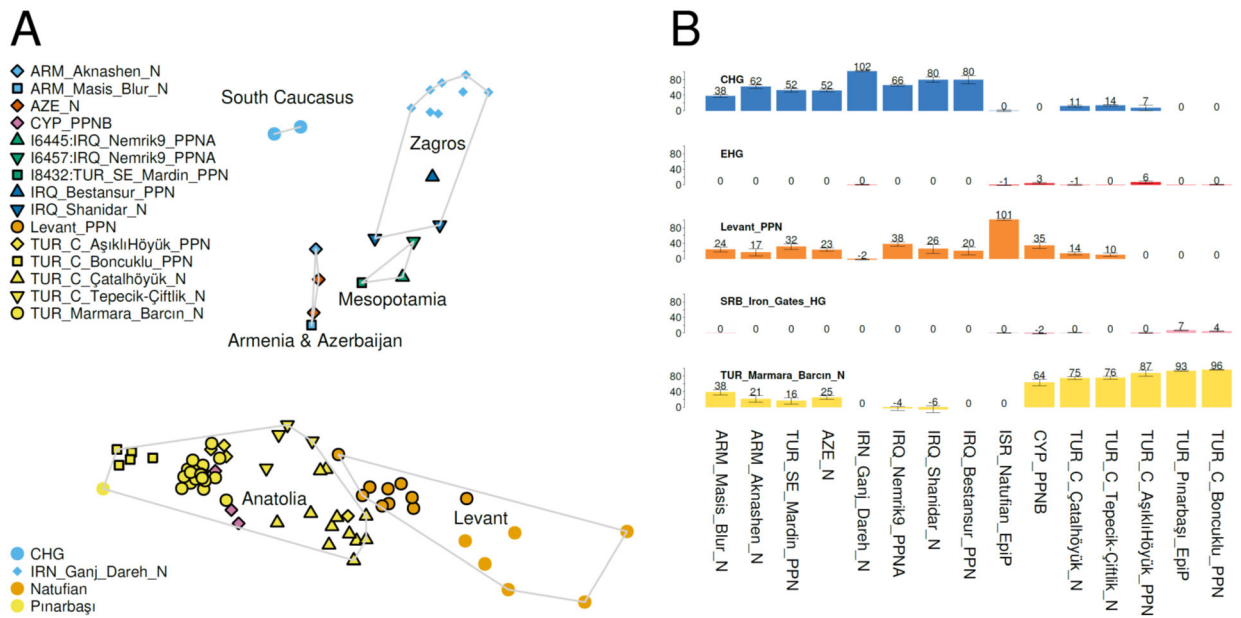 A
ARM_Aknashen_N
ARM_Masis_Blur_N
AZE_N
CYP_PPNB
I6445:IRQ_Nemrik9_PPNA
I6457:IRQ_Nemrik9_PPNA
I8432:TUR_SE_Mardin_PPN
IRQ_Bestansur_PPN
IRQ_Shanidar_N
Levant_PPN
TUR_C_AşıklıHöyük_PPN
TUR_C_Boncuklu_PPN
TUR_C_Çatalhöyük_N
TUR_C_Tepecik-Çiftlik_N
TUR_Marmara_Barcın_N
South Caucasus
Zagros
Mesopotamia
Armenia & Azerbaijan
Anatolia
Levant
CHG
IRN_Ganj_Dareh_N
Natufian
Pınarbaşı
B
CHG
80
40
0
38 62 52 52 102 66 80 80 0 0 11 14 7 0 0
EHG
80
40
0
0 0 0 0 0 0 0 0 -1 3 -1 0 6 0 0
Levant_PPN
80
40
0
24 17 32 23 -2 38 26 20 101 35 14 10 0 0 0
SRB_Iron_Gates_HG
80
40
0
0 0 0 0 0 0 0 0 0 -2 0 0 0 7 4
TUR_Marmara_Barcın_N
80
40
0
38 21 16 25 0 -4 -6 0 0 64 75 76 87 93 96
ARM_Masis_Blur_N
ARM_Aknashen_N
TUR_SE_Mardin_PPN
AZE_N
IRN_Ganj_Dareh_N
IRQ_Nemrik9_PPNA
IRQ_Shanidar_N
IRQ_Bestansur_PPN
ISR_Natufian_EpiP
CYP_PPNB
TUR_C_Çatalhöyük_N
TUR_C_Tepecik-Çiftlik_N
TUR_C_AşıklıHöyük_PPN
TUR_Pınarbaşı_EpiP
TUR_C_Boncuklu_PPN